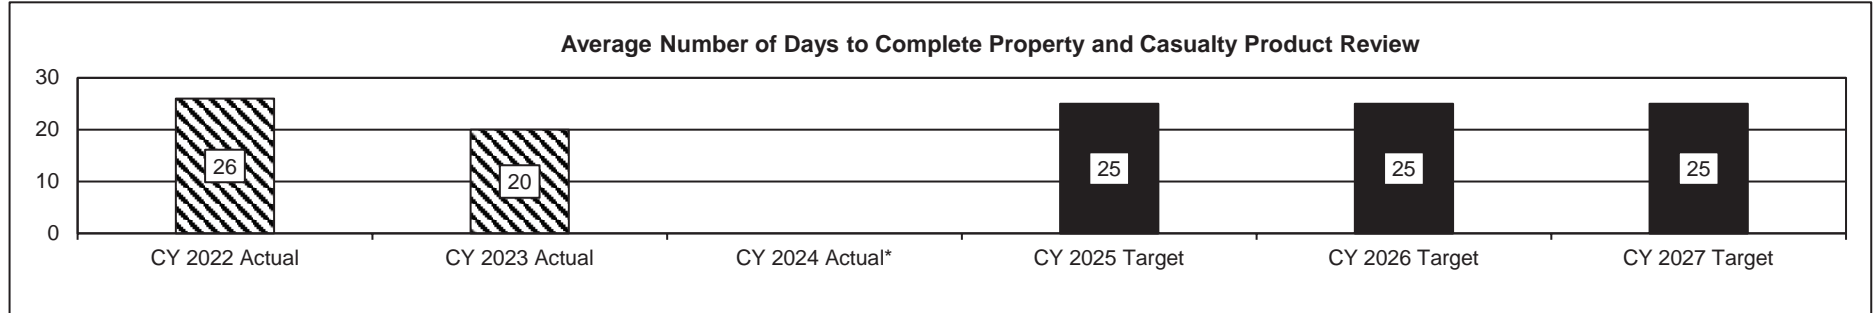 Average Number of Days to Complete Property and Casualty Product Review
30
20
10
0
26
20
25
25
25
CY 2022 Actual
CY 2023 Actual
CY 2024 Actual*
CY 2025 Target
CY 2026 Target
CY 2027 Target